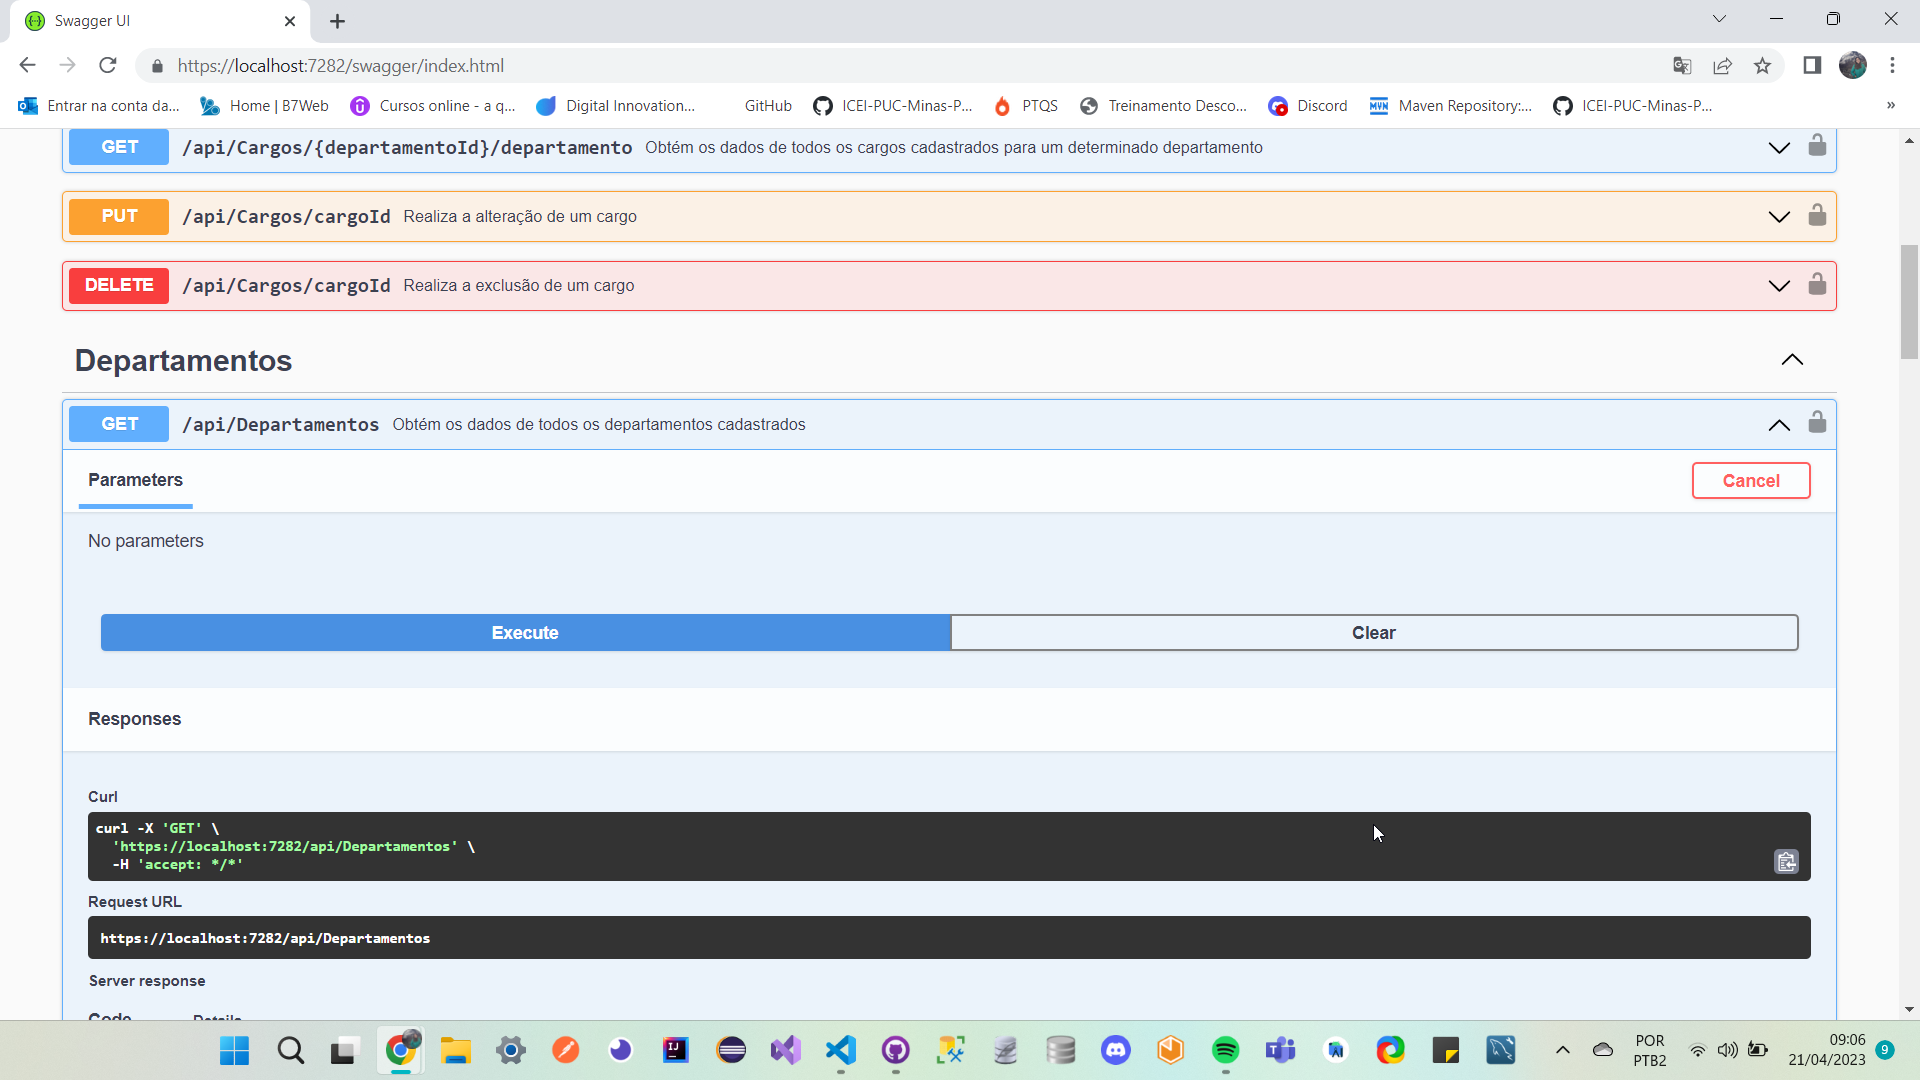 Swagger UI
https://localhost:7282/swagger/index.html
Entrar na conta da...
Home | B7Web
Cursos online - a q...
Digital Innovation...
GitHub
ICEI-PUC-Minas-P...
PTQS
Treinamento Desco...
Discord
Maven Repository:...
ICEI-PUC-Minas-P...
»
GET /api/Cargos/{departamentoId}/departamento Obtém os dados de todos os cargos cadastrados para um determinado departamento
PUT /api/Cargos/cargoId Realiza a alteração de um cargo
DELETE /api/Cargos/cargoId Realiza a exclusão de um cargo
Departamentos
GET /api/Departamentos Obtém os dados de todos os departamentos cadastrados
Parameters
Cancel
No parameters
Execute
Clear
Responses
Curl
curl -X 'GET' \
'https://localhost:7282/api/Departamentos' \
-H 'accept: */*'
Request URL
https://localhost:7282/api/Departamentos
Server response
Code Details
POR
PTB2
09:06
21/04/2023
9